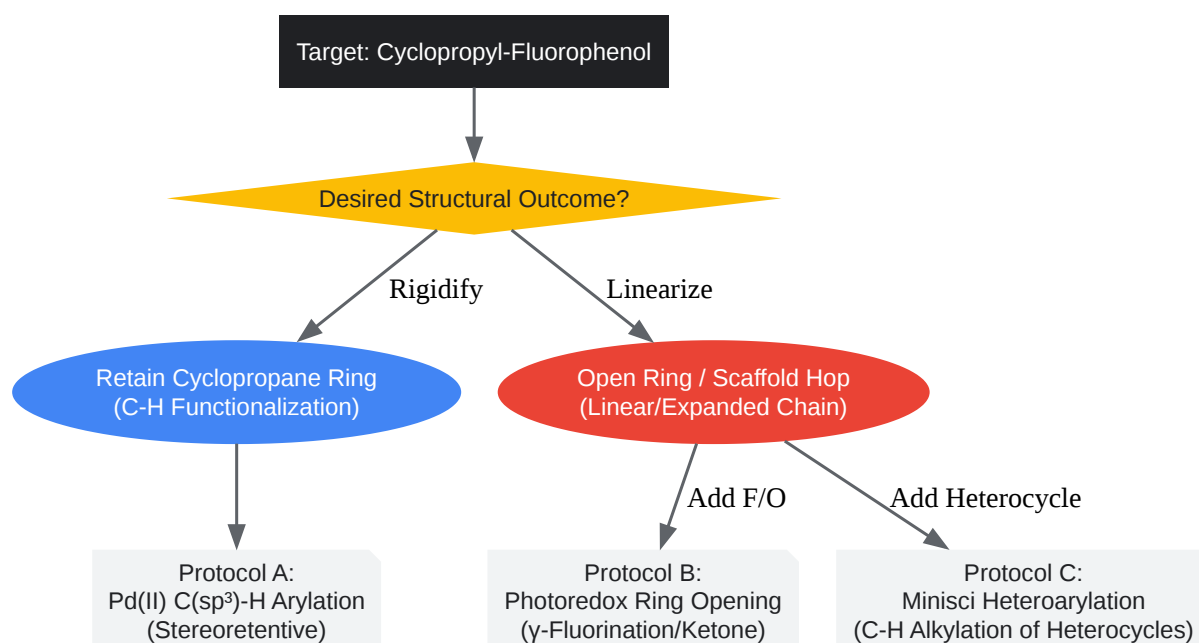 Target: Cyclopropyl-Fluorophenol
Desired Structural Outcome?
Rigidify
Linearize
Retain Cyclopropane Ring
(C-H Functionalization)
Open Ring / Scaffold Hop
(Linear/Expanded Chain)
Add F/O
Add Heterocycle
Protocol A:
Pd(II) C(sp³)-H Arylation
(Stereoretentive)
Protocol B:
Photoredox Ring Opening
(γ-Fluorination/Ketone)
Protocol C:
Minisci Heteroarylation
(C-H Alkylation of Heterocycles)